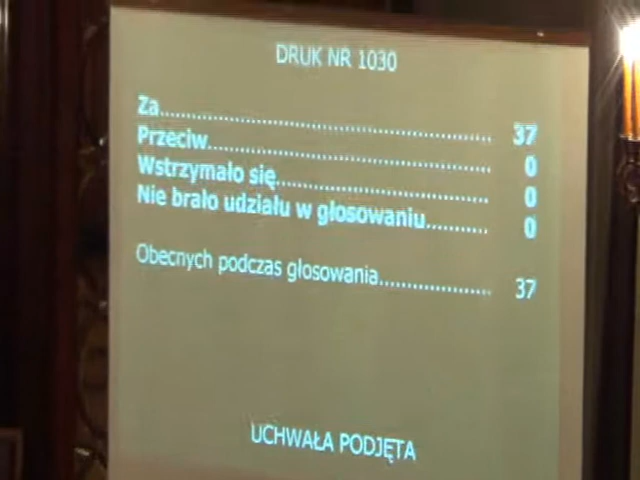 DRUK NR 1030
Za........................................................ 37
Przeciw................................................ 0
Wstrzymało się.................................... 0
Nie brało udziału w głosowaniu.......... 0
Obecnych podczas głosowania.................. 37
UCHWAŁA PODJĘTA